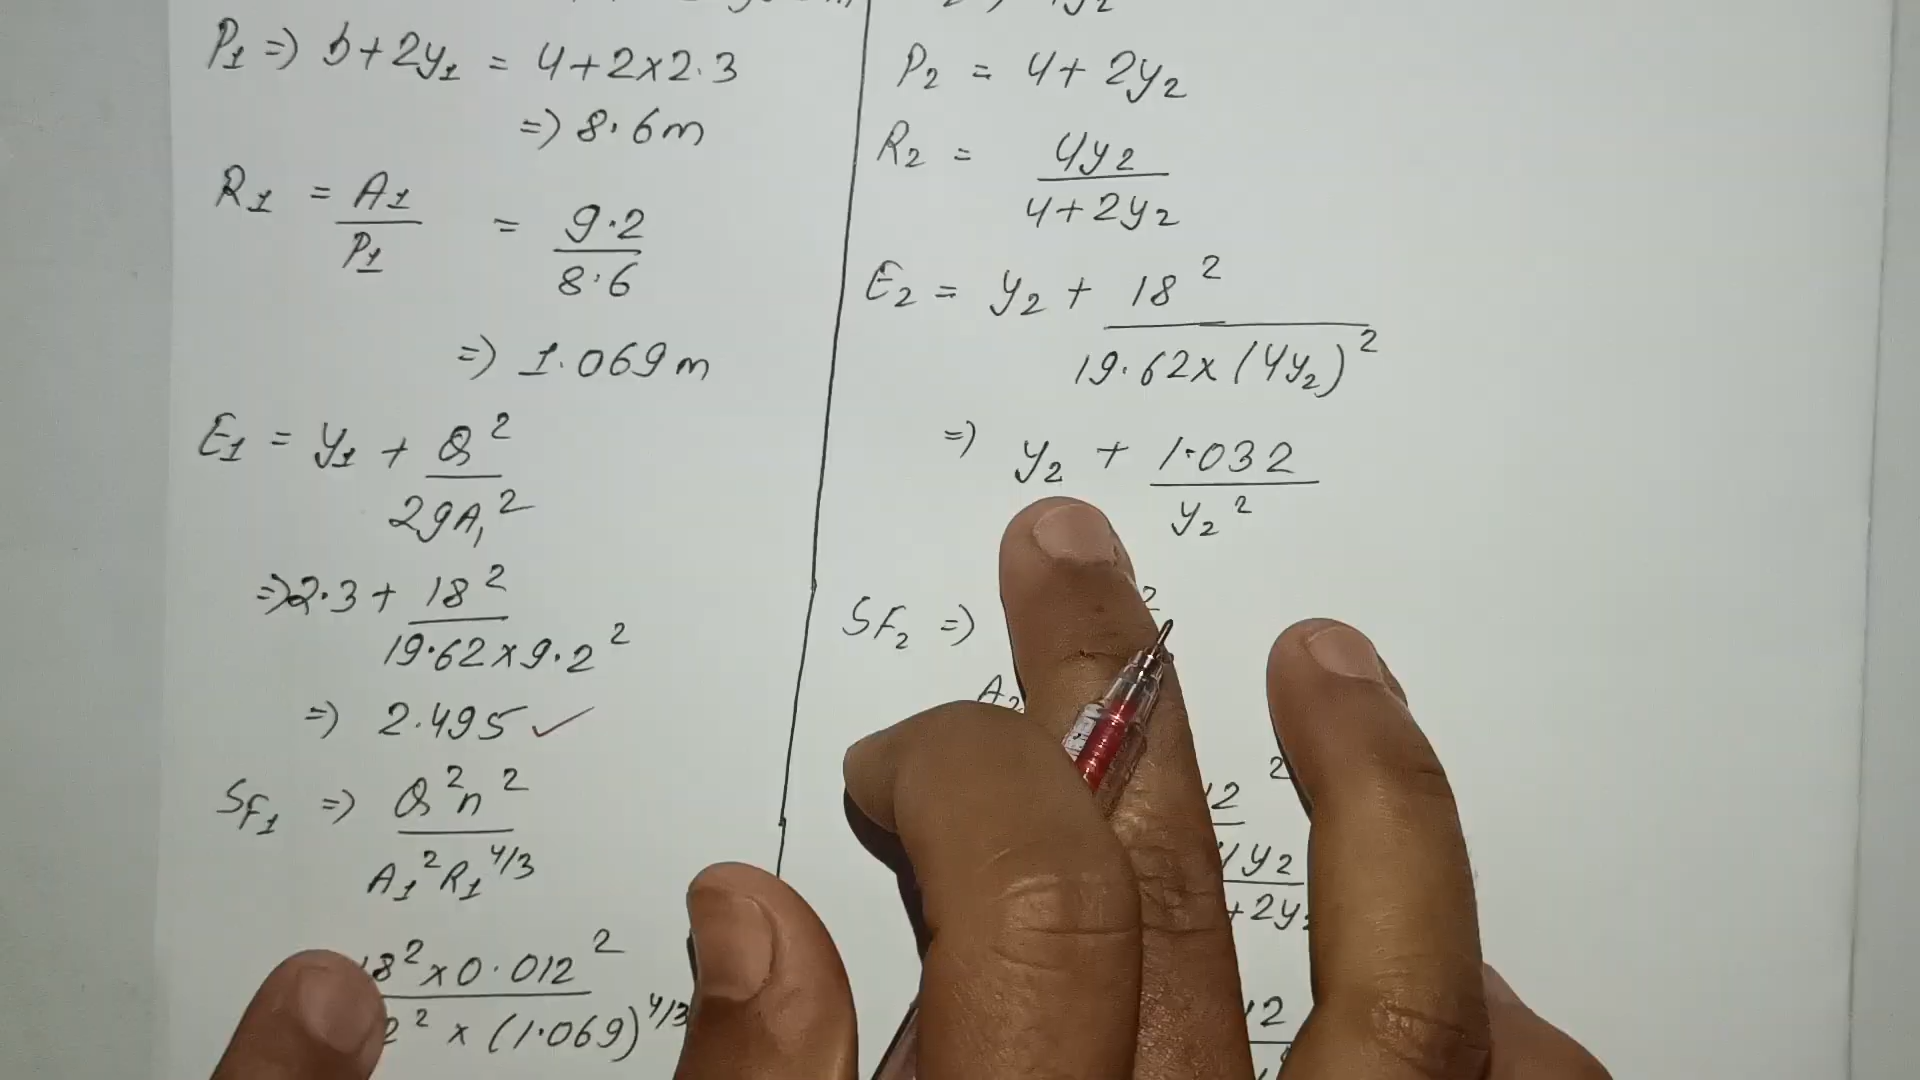 P1 => b+2y1 = 4+2×2.3
=> 8.6m
R1 = A1/P1 = 9.2/8.6
=> 1.069m
E1 = y1 + Q²/2gA1²
=> 2.3 + 18²/19.62×9.2²
=> 2.495 ✓
SF1 => Q²n²/A1²R1^4/3
18²×0.012²
2² × (1.069)^4/3
P2 = 4+2y2
R2 = 4y2/4+2y2
E2 = y2 + 18²/19.62×(4y2)²
=> y2 + 1.032/y2²
SF2 =>
A2